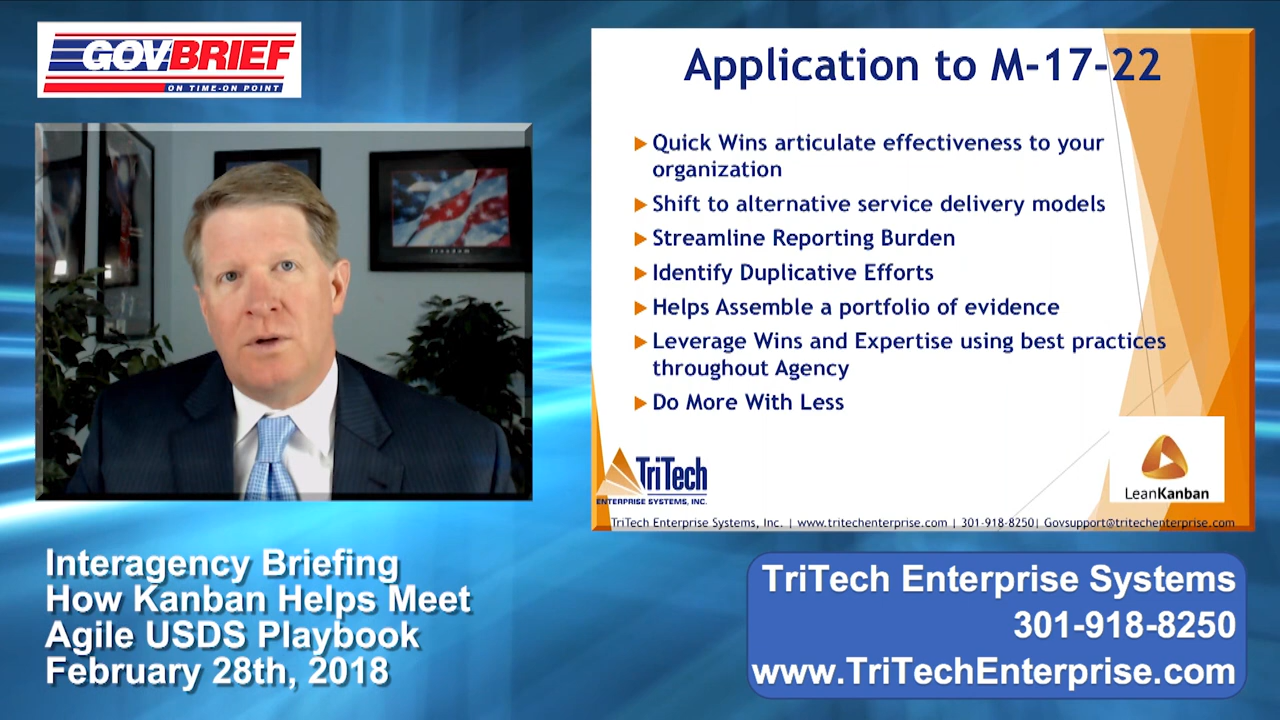 GOVBRIEF
ON TIME-ON POINT
freedom
Interagency Briefing
How Kanban Helps Meet
Agile USDS Playbook
February 28th, 2018
Application to M-17-22
Quick Wins articulate effectiveness to your
organization
Shift to alternative service delivery models
Streamline Reporting Burden
Identify Duplicative Efforts
Helps Assemble a portfolio of evidence
Leverage Wins and Expertise using best practices
throughout Agency
Do More With Less
TriTech
ENTERPRISE SYSTEMS, INC.
LeanKanban
TriTech Enterprise Systems, Inc. | www.tritechenterprise.com | 301-918-8250| Govsupport@tritechenterprise.com
TriTech Enterprise Systems
301-918-8250
www.TriTechEnterprise.com